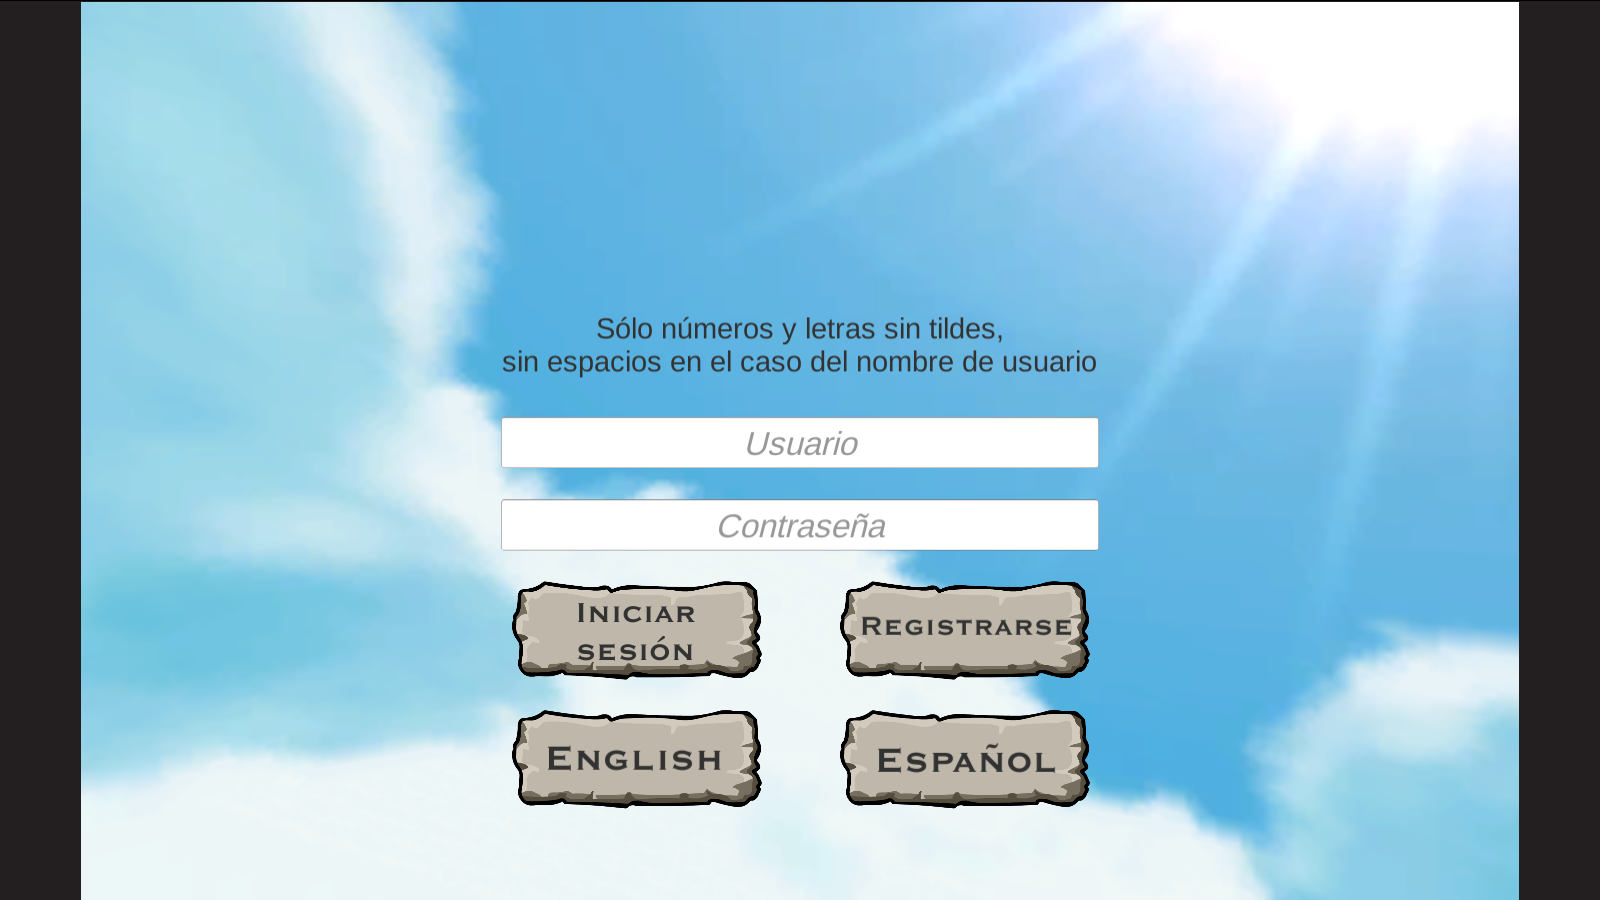 Sólo números y letras sin tildes,
sin espacios en el caso del nombre de usuario
Usuario
Contraseña
Iniciar
sesión
Registrarse
English
Español